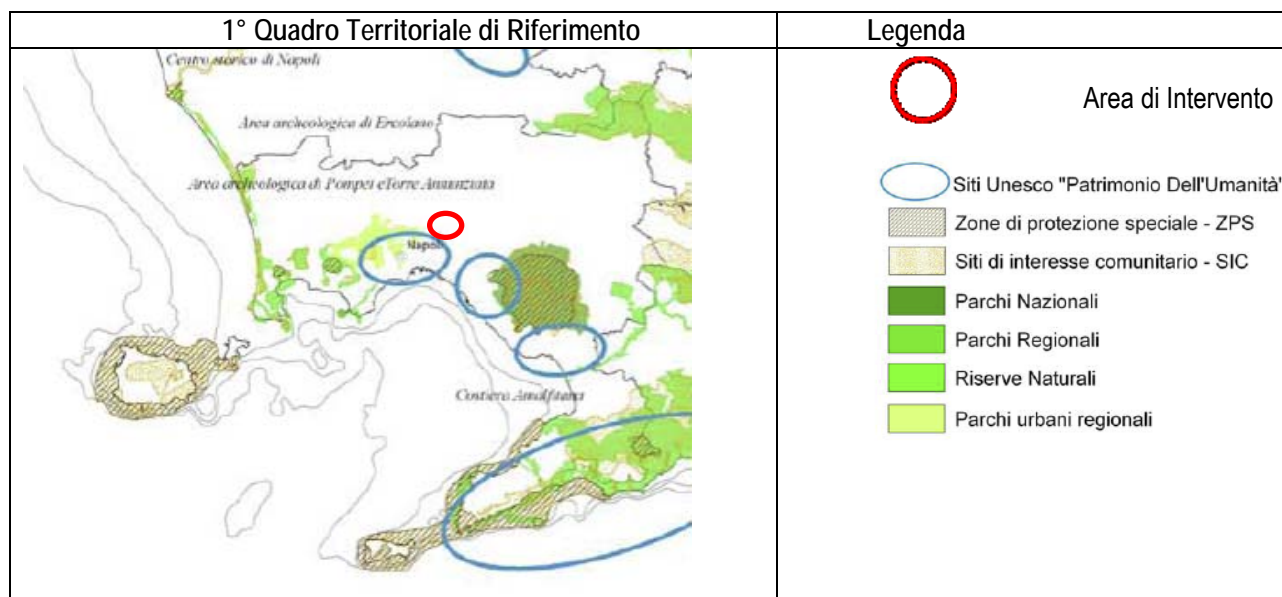 1° Quadro Territoriale di Riferimento
Legenda
Centro storico di Napoli
Area archeologica di Ercolano
Area archeologica di Pompei eTorre Annunziata
Napoli
Costiera Amalfitana
Area di Intervento
Siti Unesco "Patrimonio Dell'Umanità'
Zone di protezione speciale - ZPS
Siti di interesse comunitario - SIC
Parchi Nazionali
Parchi Regionali
Riserve Naturali
Parchi urbani regionali